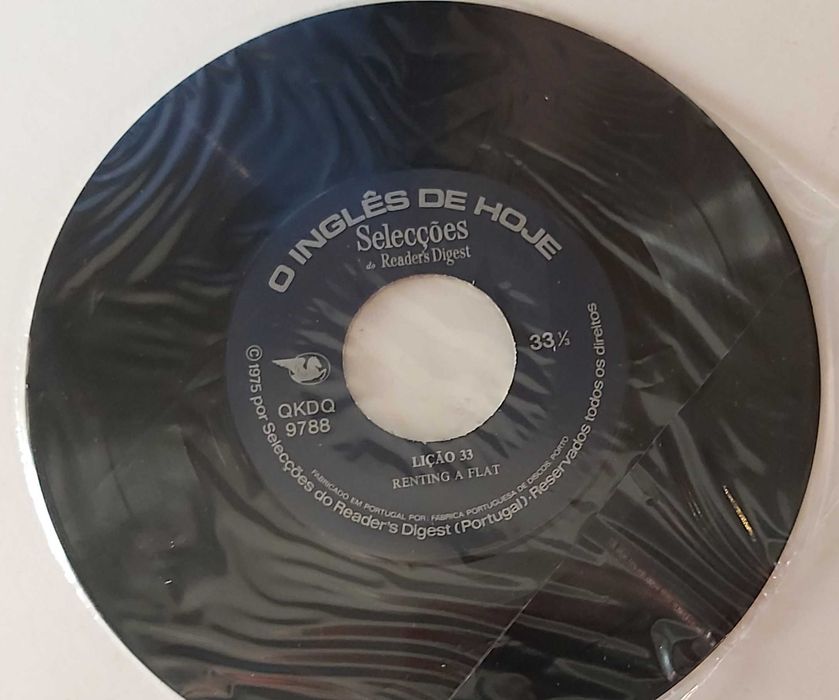 O INGLÊS DE HOJE
Selecções
do Reader's Digest
33⅓
QKDQ
9788
LIÇÃO 33
RENTING A FLAT
FABRICADO EM PORTUGAL POR: FÁBRICA PORTUGUESA DE DISCOS PORTO
© 1975 por Selecções do Reader's Digest (Portugal). Reservados todos os direitos